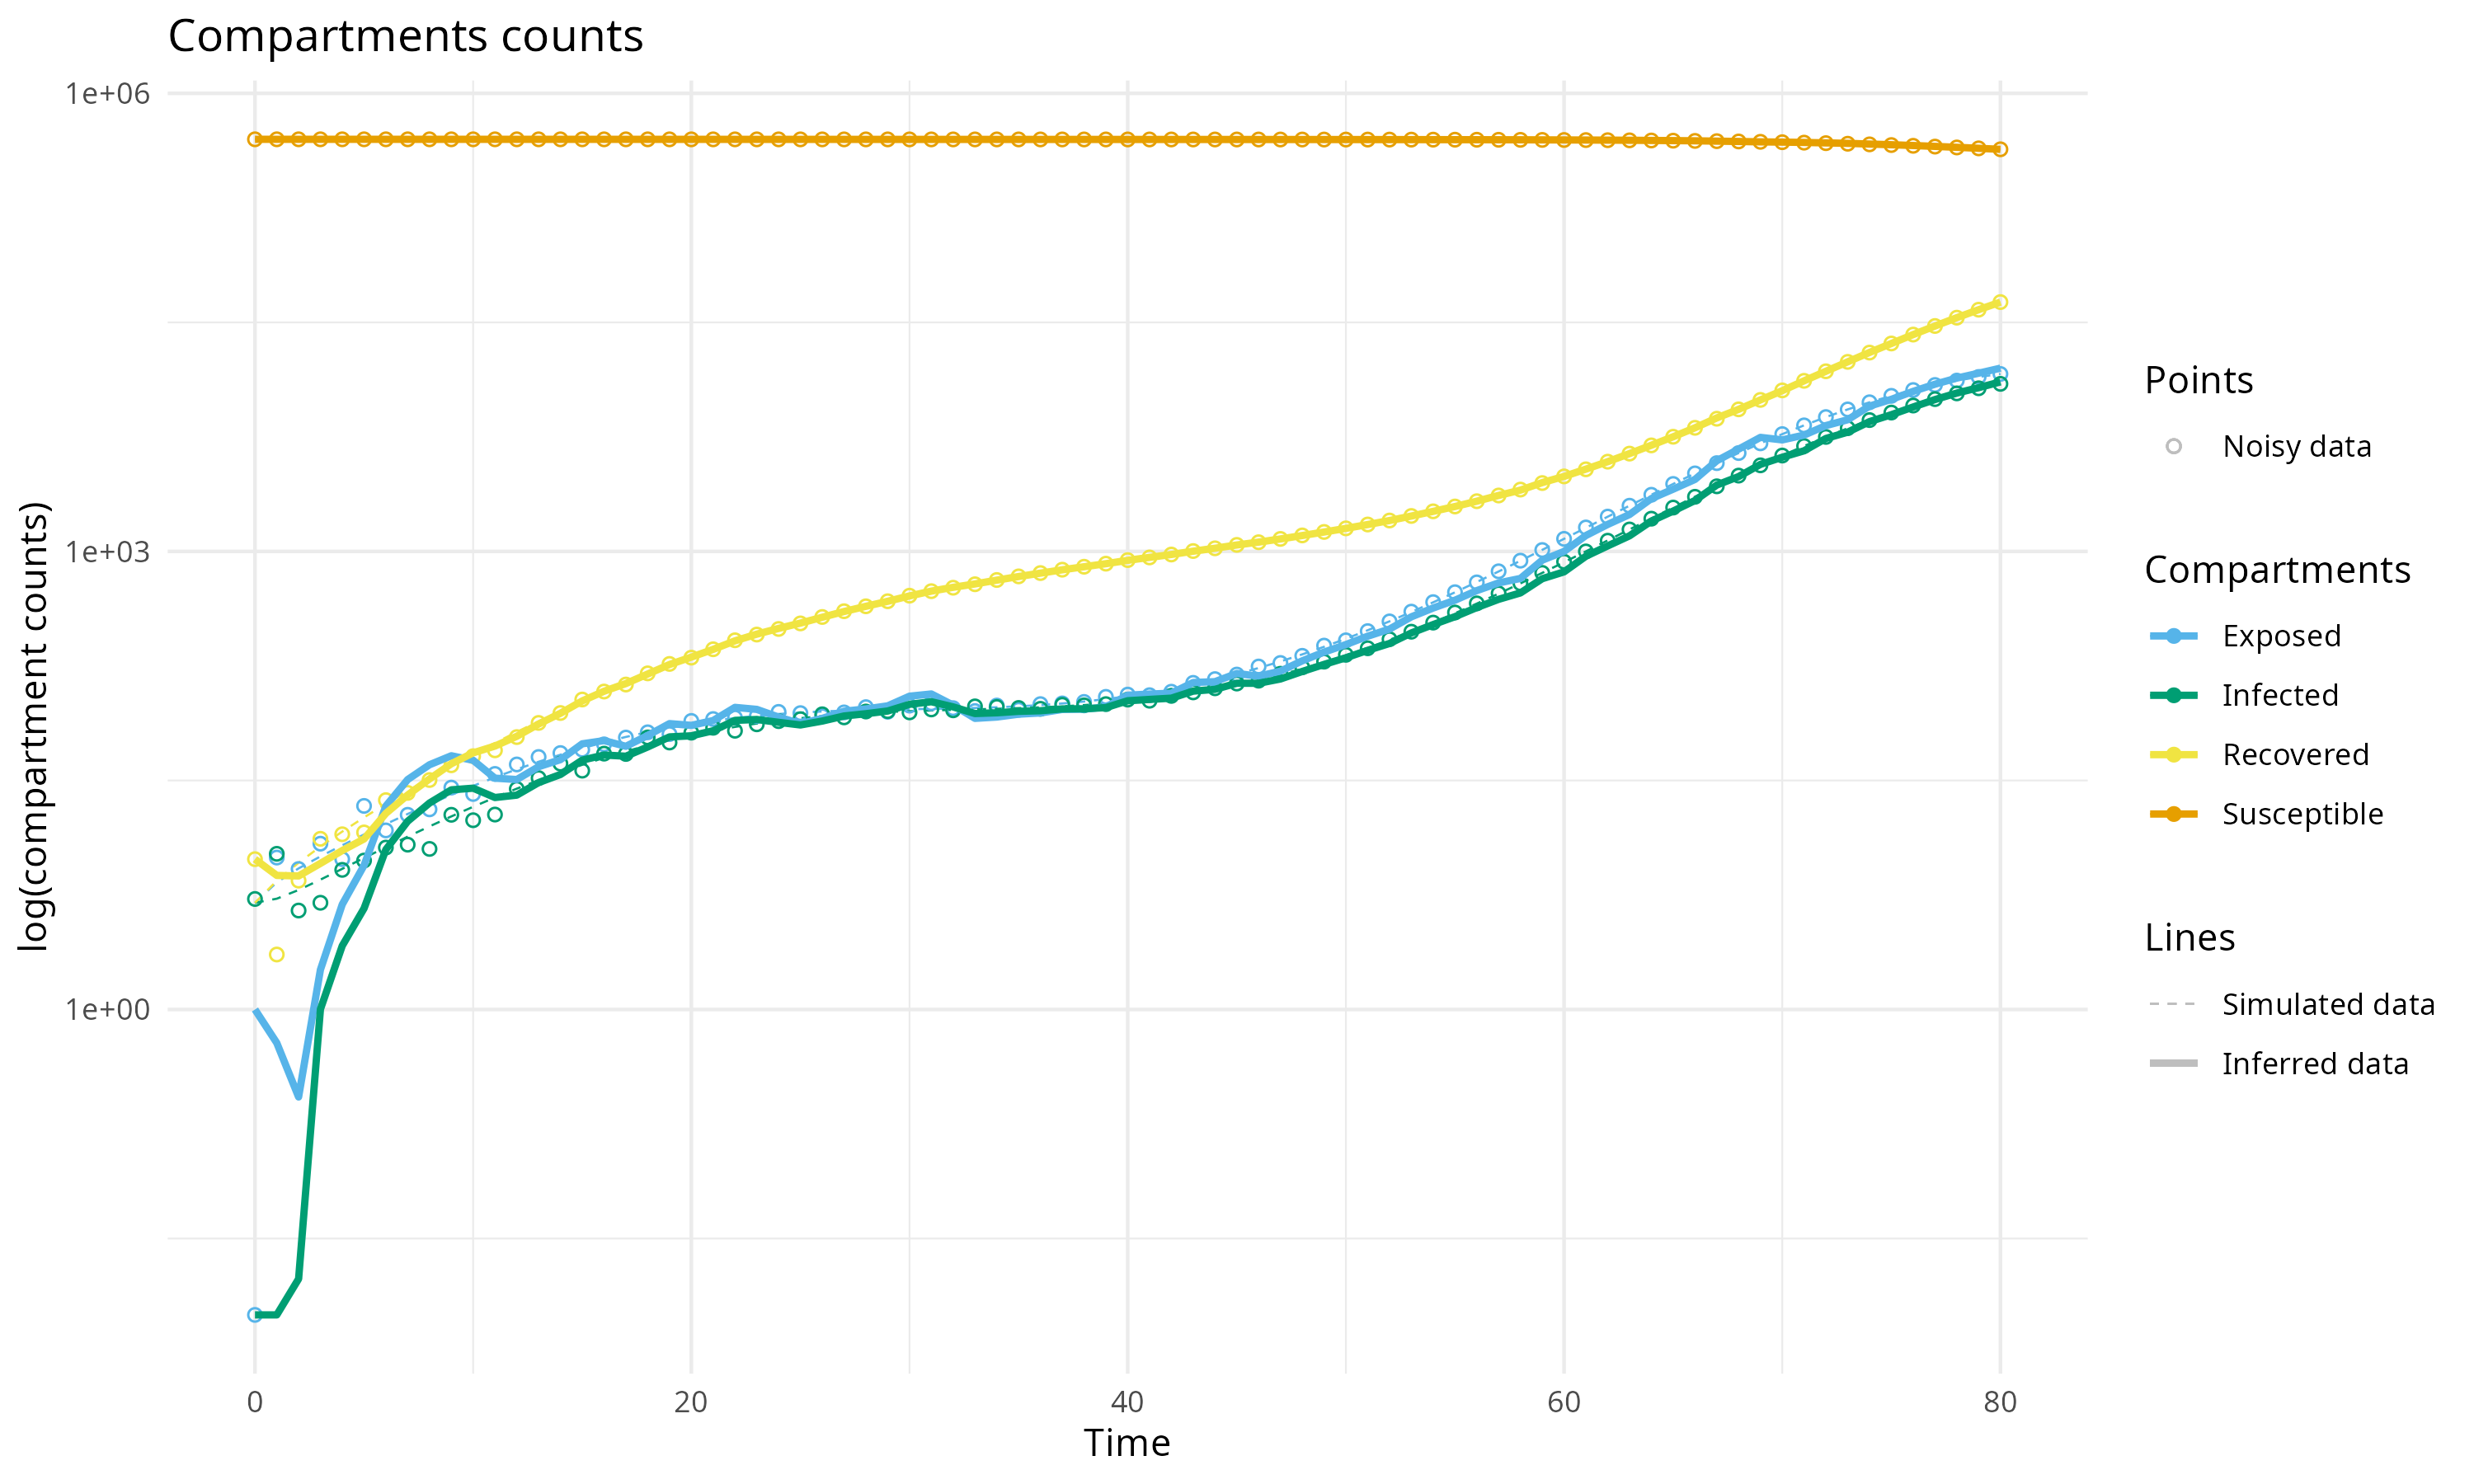 Compartments counts
log(compartment counts)
1e+06
1e+03
1e+00
0
20
40
60
80
Time
Points
Noisy data
Compartments
Exposed
Infected
Recovered
Susceptible
Lines
Simulated data
Inferred data